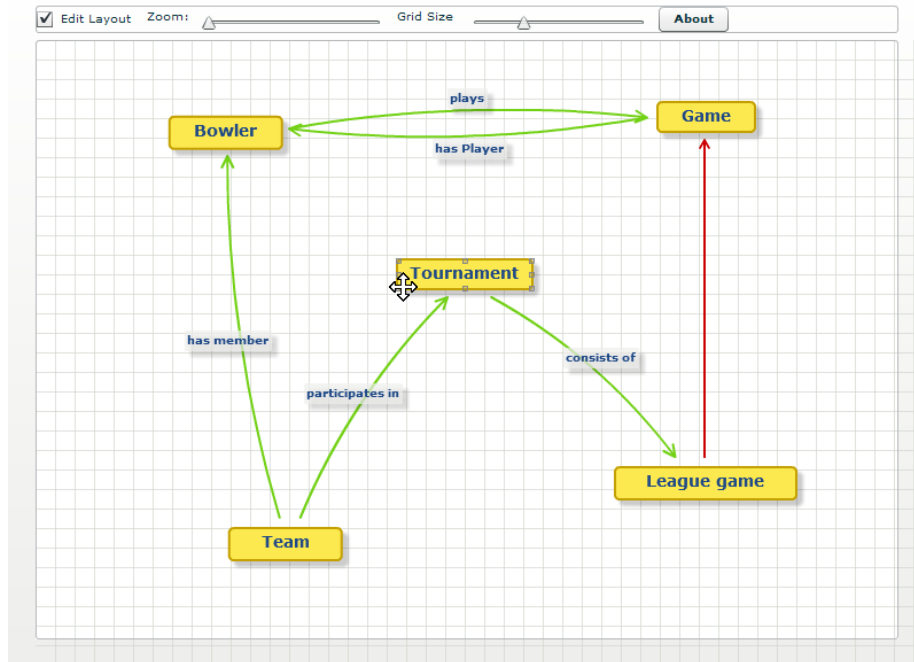 Edit Layout Zoom: Grid Size About
plays
Game
Bowler
has Player
Tournament
has member
consists of
participates in
League game
Team